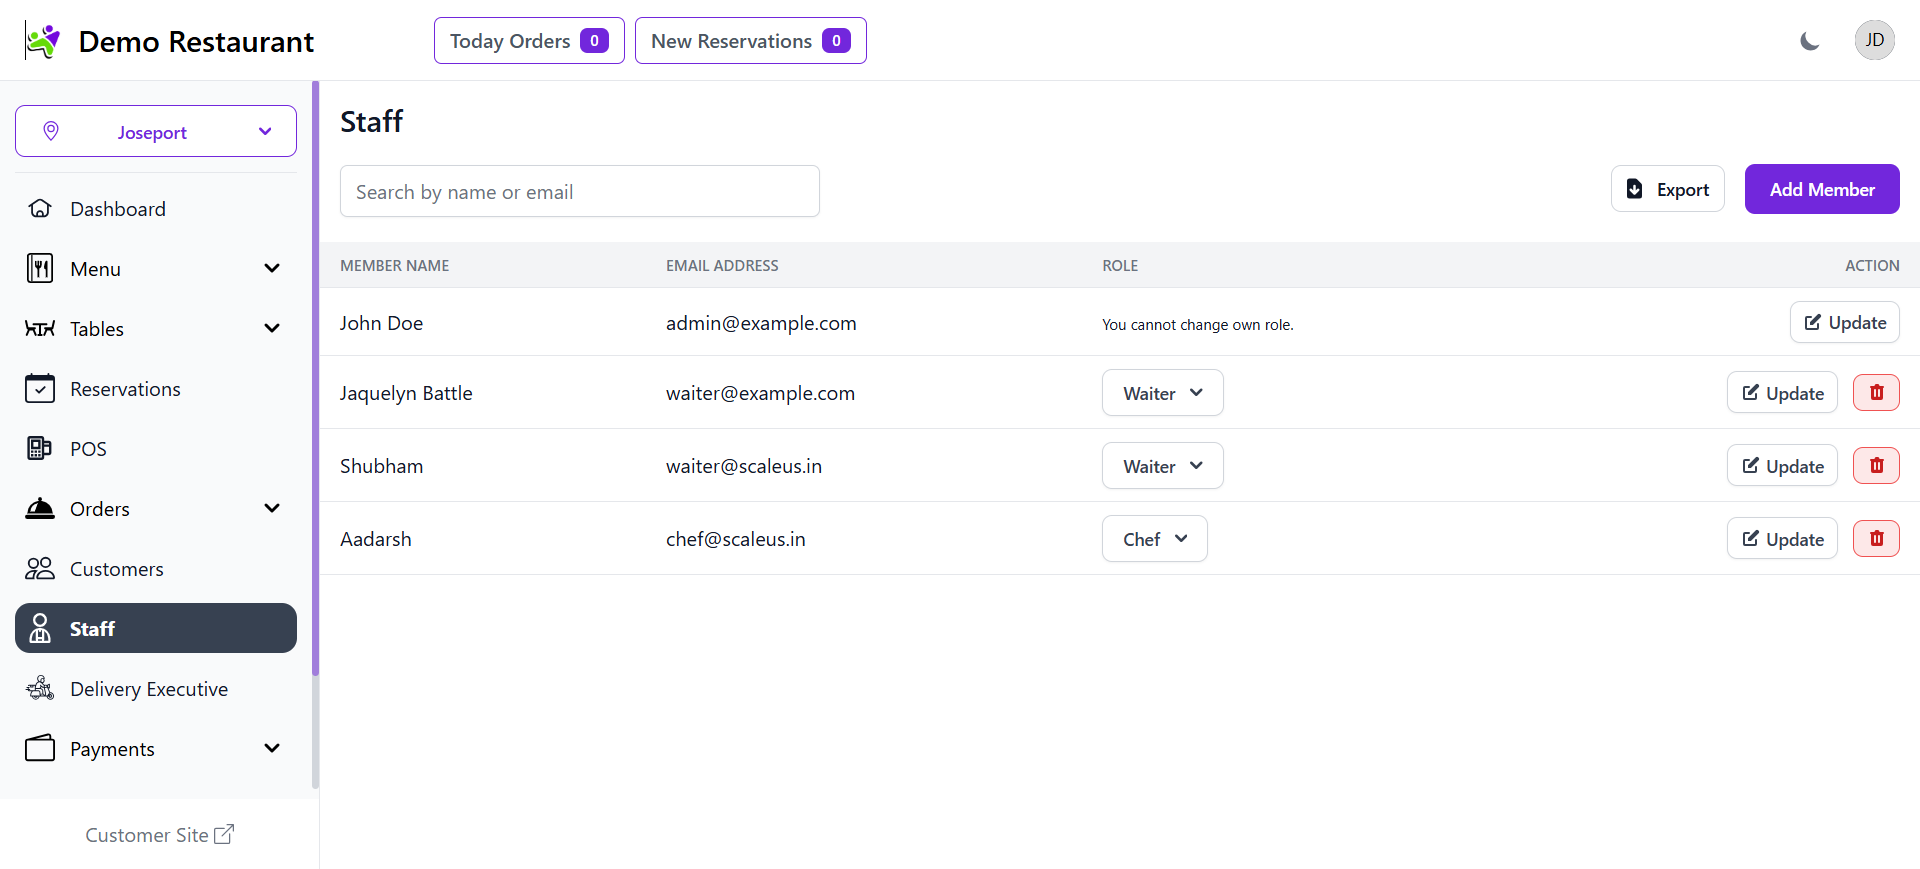 Demo Restaurant
Today Orders 0
New Reservations 0
JD
Joseport
Dashboard
Menu
Tables
Reservations
POS
Orders
Customers
Staff
Delivery Executive
Payments
Customer Site
Staff
Search by name or email
Export
Add Member
MEMBER NAME EMAIL ADDRESS ROLE ACTION
John Doe admin@example.com You cannot change own role. Update
Jaquelyn Battle waiter@example.com Waiter Update
Shubham waiter@scaleus.in Waiter Update
Aadarsh chef@scaleus.in Chef Update